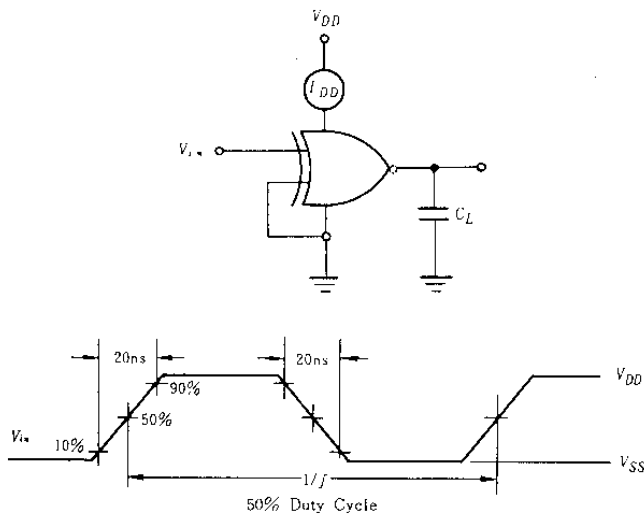 V_DD
I_DD
V_in
C_L
20ns
20ns
90%
50%
10%
V_in
V_DD
V_SS
1/f
50% Duty Cycle